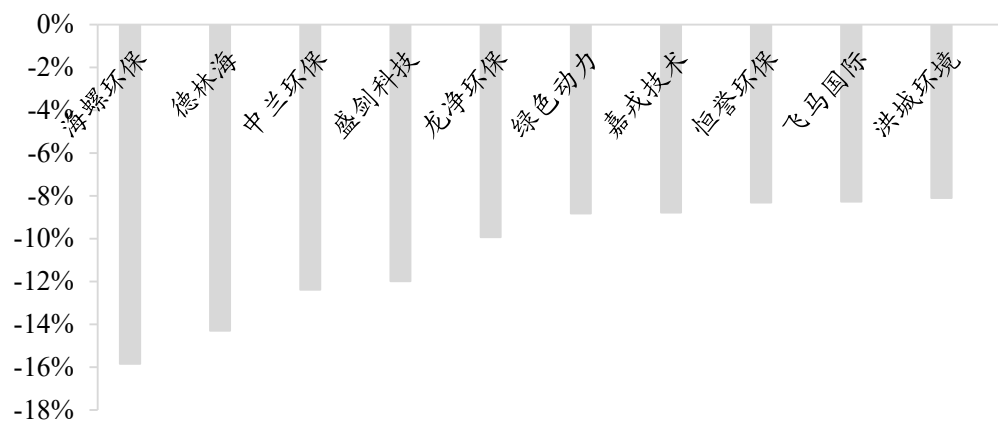 0%
-2%
-4%
-6%
-8%
-10%
-12%
-14%
-16%
-18%
海螺环保
德林海
中兰环保
盛剑科技
龙净环保
绿色动力
嘉戎技术
恒誉环保
飞马国际
洪城环境